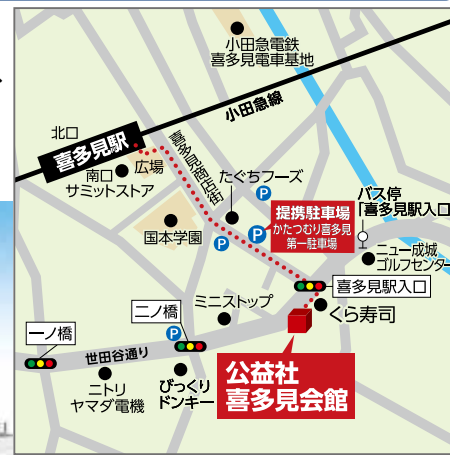 小田急電鉄
喜多見電車基地
小田急線
北口
喜多見駅
広場
喜多見商店街
南口
サミットストア
たぐちフーズ
P
バス停
「喜多見駅入口
提携駐車場
かたつむり喜多見
第一駐車場
P
P
国本学園
ニュー成城
ゴルフセンター
喜多見駅入口
ミニストップ
くら寿司
二ノ橋
P
一ノ橋
世田谷通り
ニトリ
ヤマダ電機
びっくり
ドンキー
公益社
喜多見会館